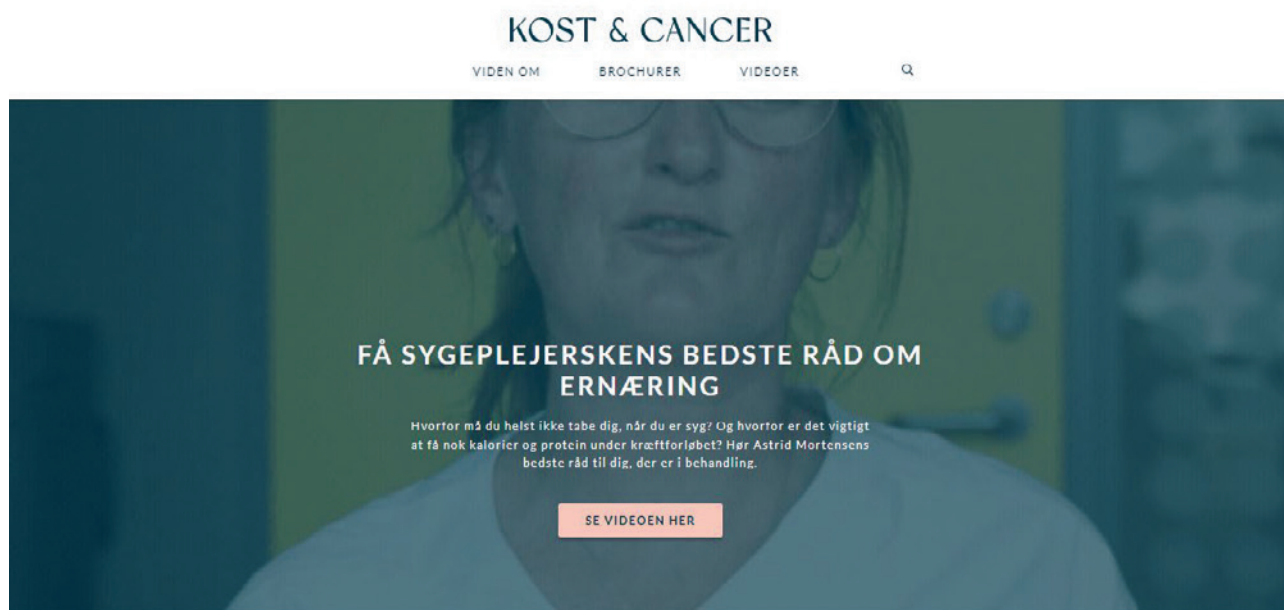 KOST & CANCER
VIDEN OM BROCHURER VIDEOER
FÅ SYGEPLEJERSKENS BEDSTE RÅD OM
ERNÆRING
Hvorfor må du helst ikke tabe dig, når du er syg? Og hvorfor er det vigtigt
at få nok kalorier og protein under kræftforløbet? Hør Astrid Mortensens
bedste råd til dig, der er i behandling.
SE VIDEOEN HER